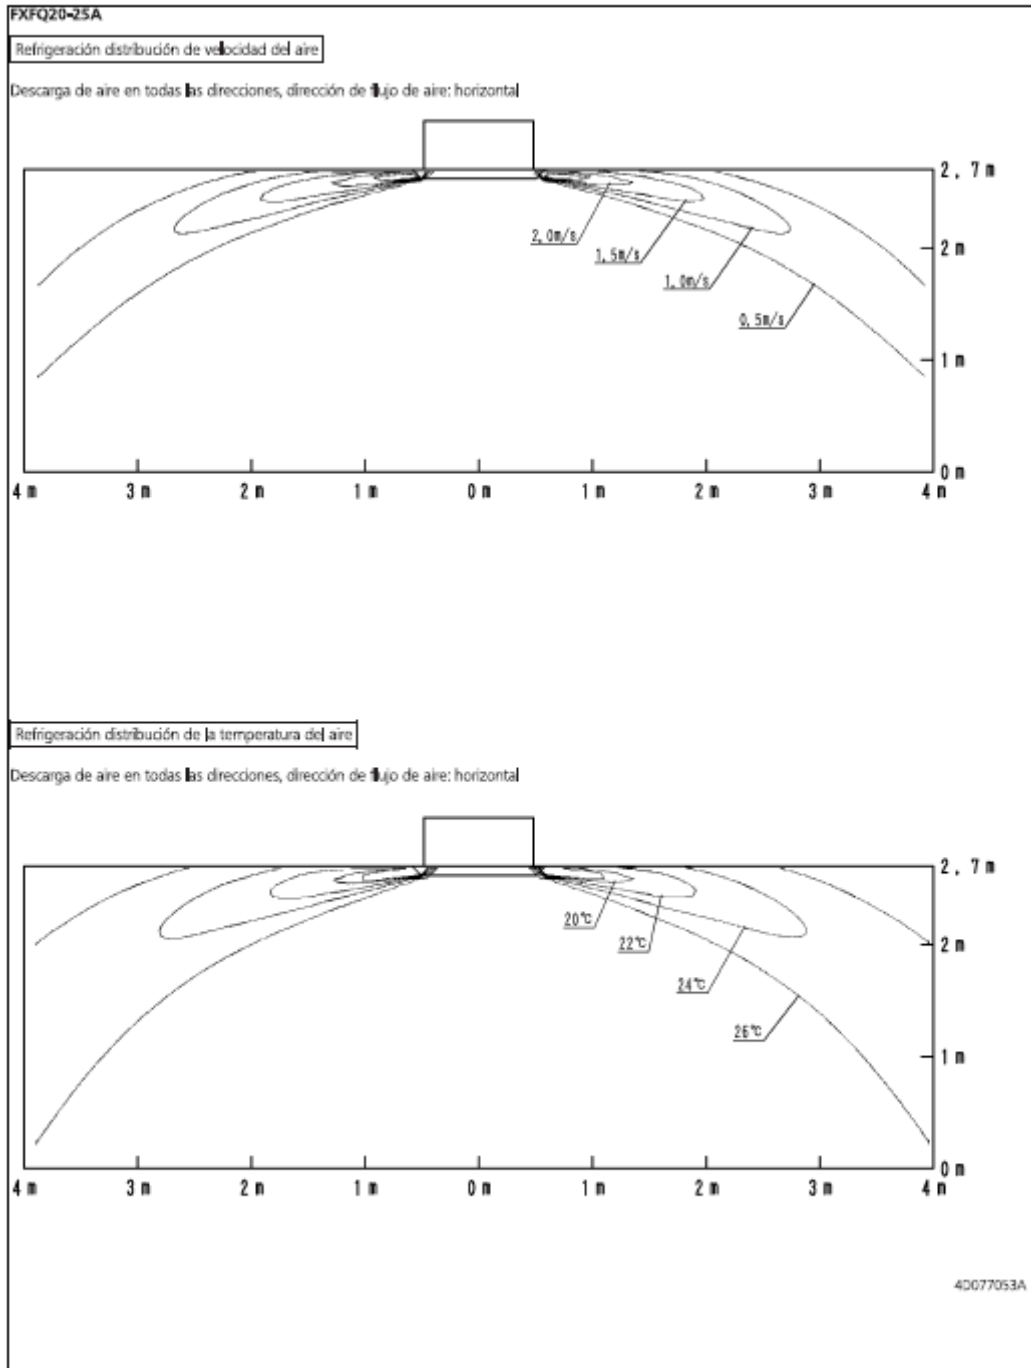 FXFQ20-25A
Refrigeración distribución de velocidad del aire
Descarga de aire en todas las direcciones, dirección de flujo de aire: horizontal
2,7 m
2,0m/s
1,5m/s
2 m
1,0m/s
0,5m/s
1 m
0 m
4 m 3 m 2 m 1 m 0 m 1 m 2 m 3 m 4 m
Refrigeración distribución de la temperatura del aire
Descarga de aire en todas las direcciones, dirección de flujo de aire: horizontal
2,7 m
20℃
22℃
2 m
24℃
26℃
1 m
0 m
4 m 3 m 2 m 1 m 0 m 1 m 2 m 3 m 4 m
4D077053A